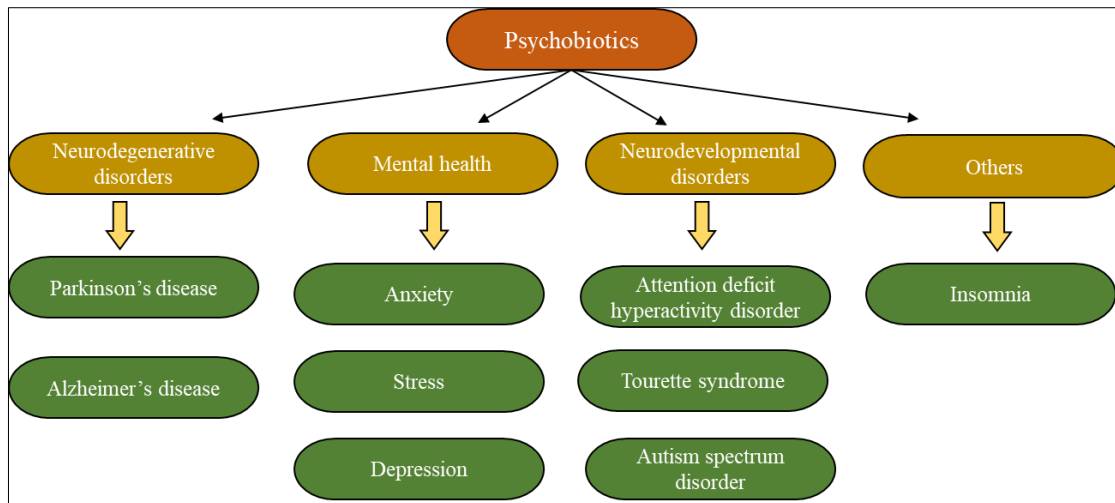 Psychobiotics
Neurodegenerative
disorders
Mental health
Neurodevelopmental
disorders
Others
Parkinson’s disease
Anxiety
Attention deficit
hyperactivity disorder
Insomnia
Alzheimer’s disease
Stress
Tourette syndrome
Depression
Autism spectrum
disorder